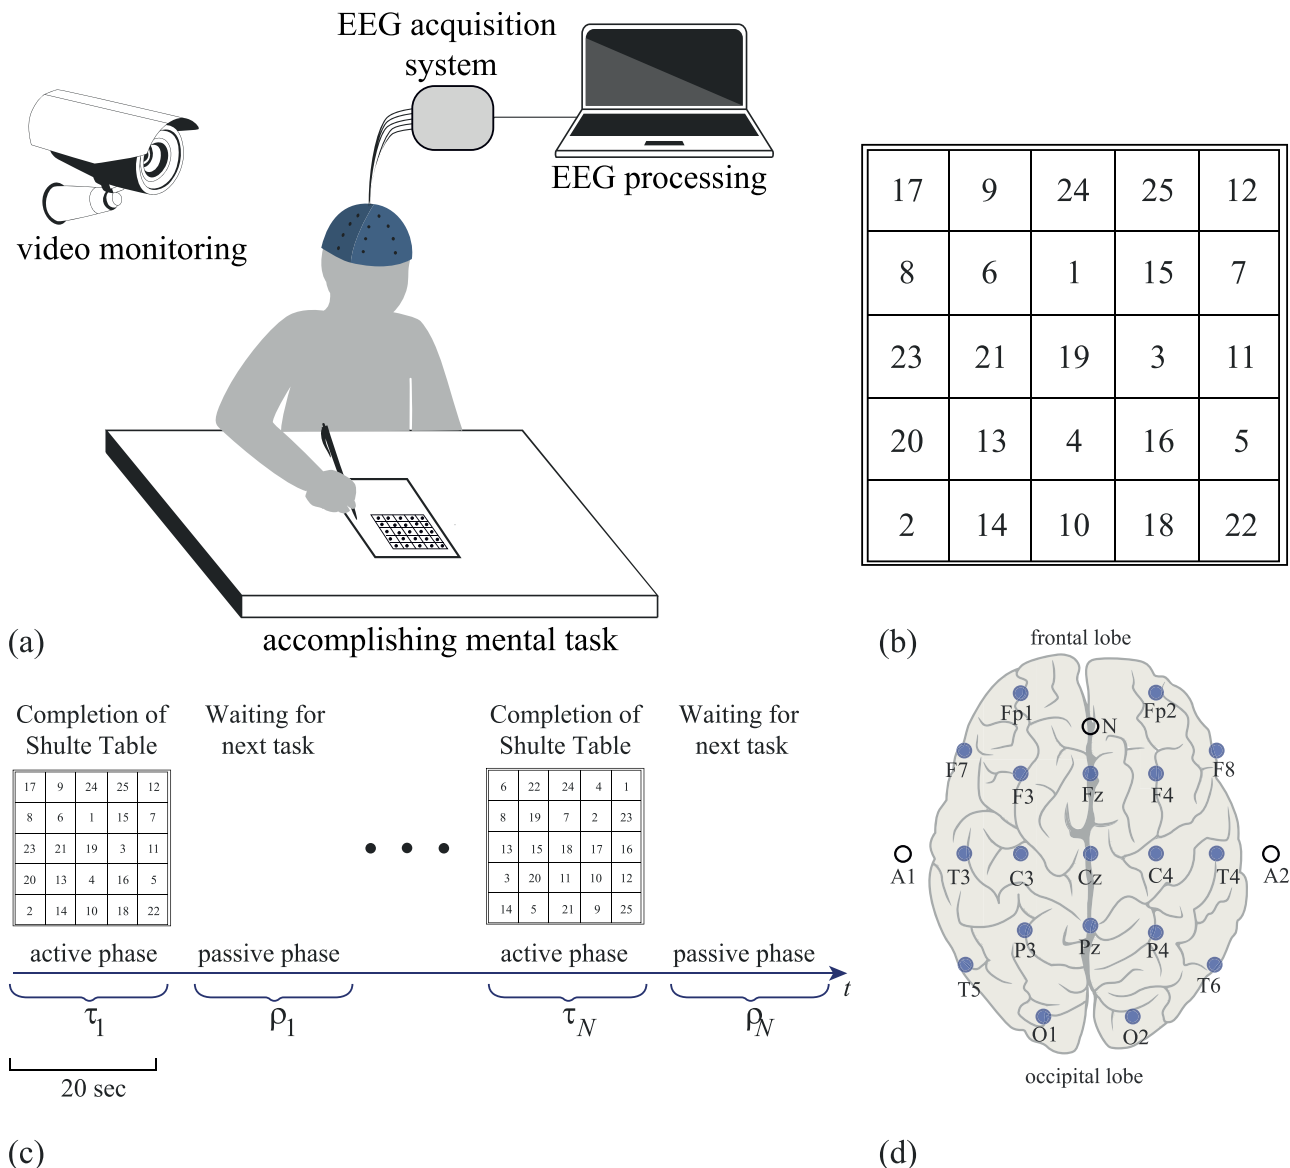 EEG acquisition
system
video monitoring
EEG processing
accomplishing mental task
(a)
17 9 24 25 12
8 6 1 15 7
23 21 19 3 11
20 13 4 16 5
2 14 10 18 22
(b)
Completion of
Shulte Table
Waiting for
next task
Completion of
Shulte Table
Waiting for
next task
17 9 24 25 12
8 6 1 15 7
23 21 19 3 11
20 13 4 16 5
2 14 10 18 22
6 22 24 4 1
8 19 7 2 23
13 15 18 17 16
3 20 11 10 12
14 5 21 9 25
active phase
passive phase
active phase
passive phase
t
τ1
ρ1
τN
ρN
20 sec
(c)
frontal lobe
Fp1 Fp2
N
F7 F8
F3 Fz F4
A1 T3 C3 Cz C4 T4 A2
P3 Pz P4
T5 T6
O1 O2
occipital lobe
(d)